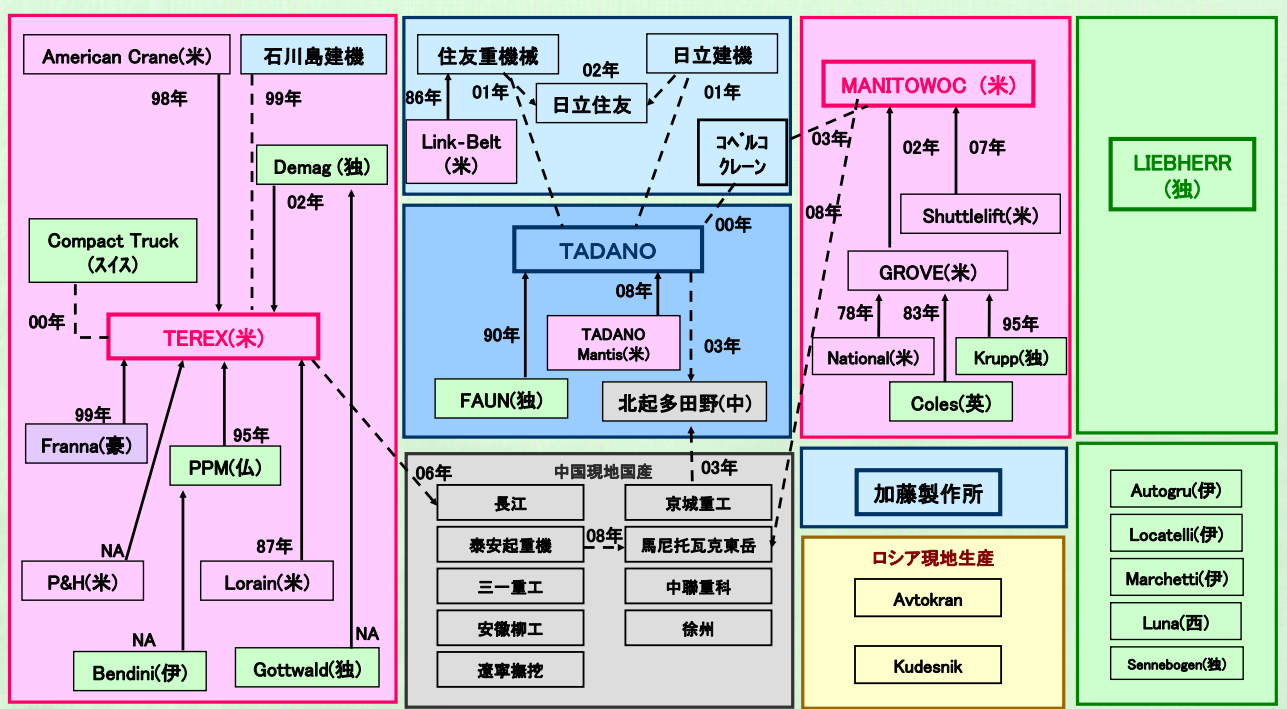 American Crane(米)
石川島建機
98年
99年
Demag (独)
02年
Compact Truck
(スイス)
00年
TEREX(米)
99年
Franna(豪)
95年
PPM(仏)
NA
P&H(米)
87年
Lorain(米)
NA
Bendini(伊)
NA
Gottwald(独)
住友重機械
日立建機
02年
86年
01年
01年
日立住友
Link-Belt
(米)
コベルコ
クレーン
00年
TADANO
08年
90年
TADANO
Mantis(米)
03年
FAUN(独)
北起多田野(中)
06年
中国現地国産
03年
長江
京城重工
泰安起重機
08年
馬尼托瓦克東岳
三一重工
中聯重科
安徽柳工
徐州
遼寧撫挖
MANITOWOC (米)
03年
02年
07年
08年
Shuttlelift(米)
GROVE(米)
78年
83年
95年
National(米)
Krupp(独)
Coles(英)
加藤製作所
ロシア現地生産
Avtokran
Kudesnik
LIEBHERR
(独)
Autogru(伊)
Locatelli(伊)
Marchetti(伊)
Luna(西)
Sennebogen(独)